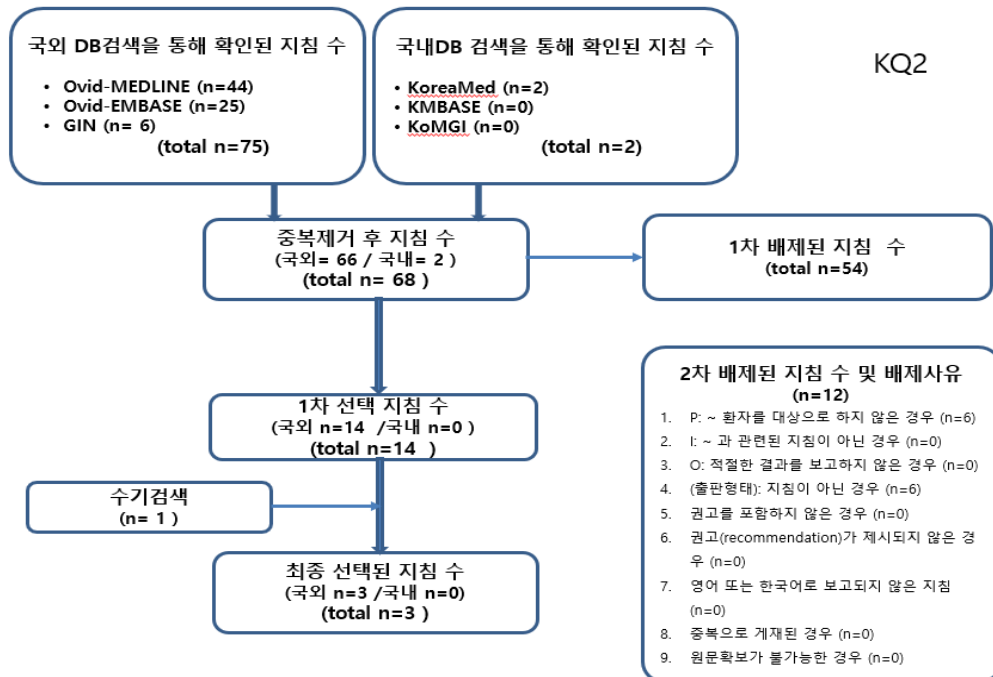 국외 DB검색을 통해 확인된 지침 수
• Ovid-MEDLINE (n=44)
• Ovid-EMBASE (n=25)
• GIN (n= 6)
(total n=75)
국내DB 검색을 통해 확인된 지침 수
• KoreaMed (n=2)
• KMBASE (n=0)
• KoMGI (n=0)
(total n=2)
KQ2
중복제거 후 지침 수
(국외= 66 / 국내= 2 )
(total n= 68 )
1차 배제된 지침 수
(total n=54)
1차 선택 지침 수
(국외 n=14 /국내 n=0 )
(total n=14 )
수기검색
(n= 1 )
최종 선택된 지침 수
(국외 n=3 /국내 n=0)
(total n=3 )
2차 배제된 지침 수 및 배제사유
(n=12)
1. P: ~ 환자를 대상으로 하지 않은 경우 (n=6)
2. I: ~ 과 관련된 지침이 아닌 경우 (n=0)
3. O: 적절한 결과를 보고하지 않은 경우 (n=0)
4. (출판형태): 지침이 아닌 경우 (n=6)
5. 권고를 포함하지 않은 경우 (n=0)
6. 권고(recommendation)가 제시되지 않은 경
우 (n=0)
7. 영어 또는 한국어로 보고되지 않은 지침
(n=0)
8. 중복으로 게재된 경우 (n=0)
9. 원문확보가 불가능한 경우 (n=0)